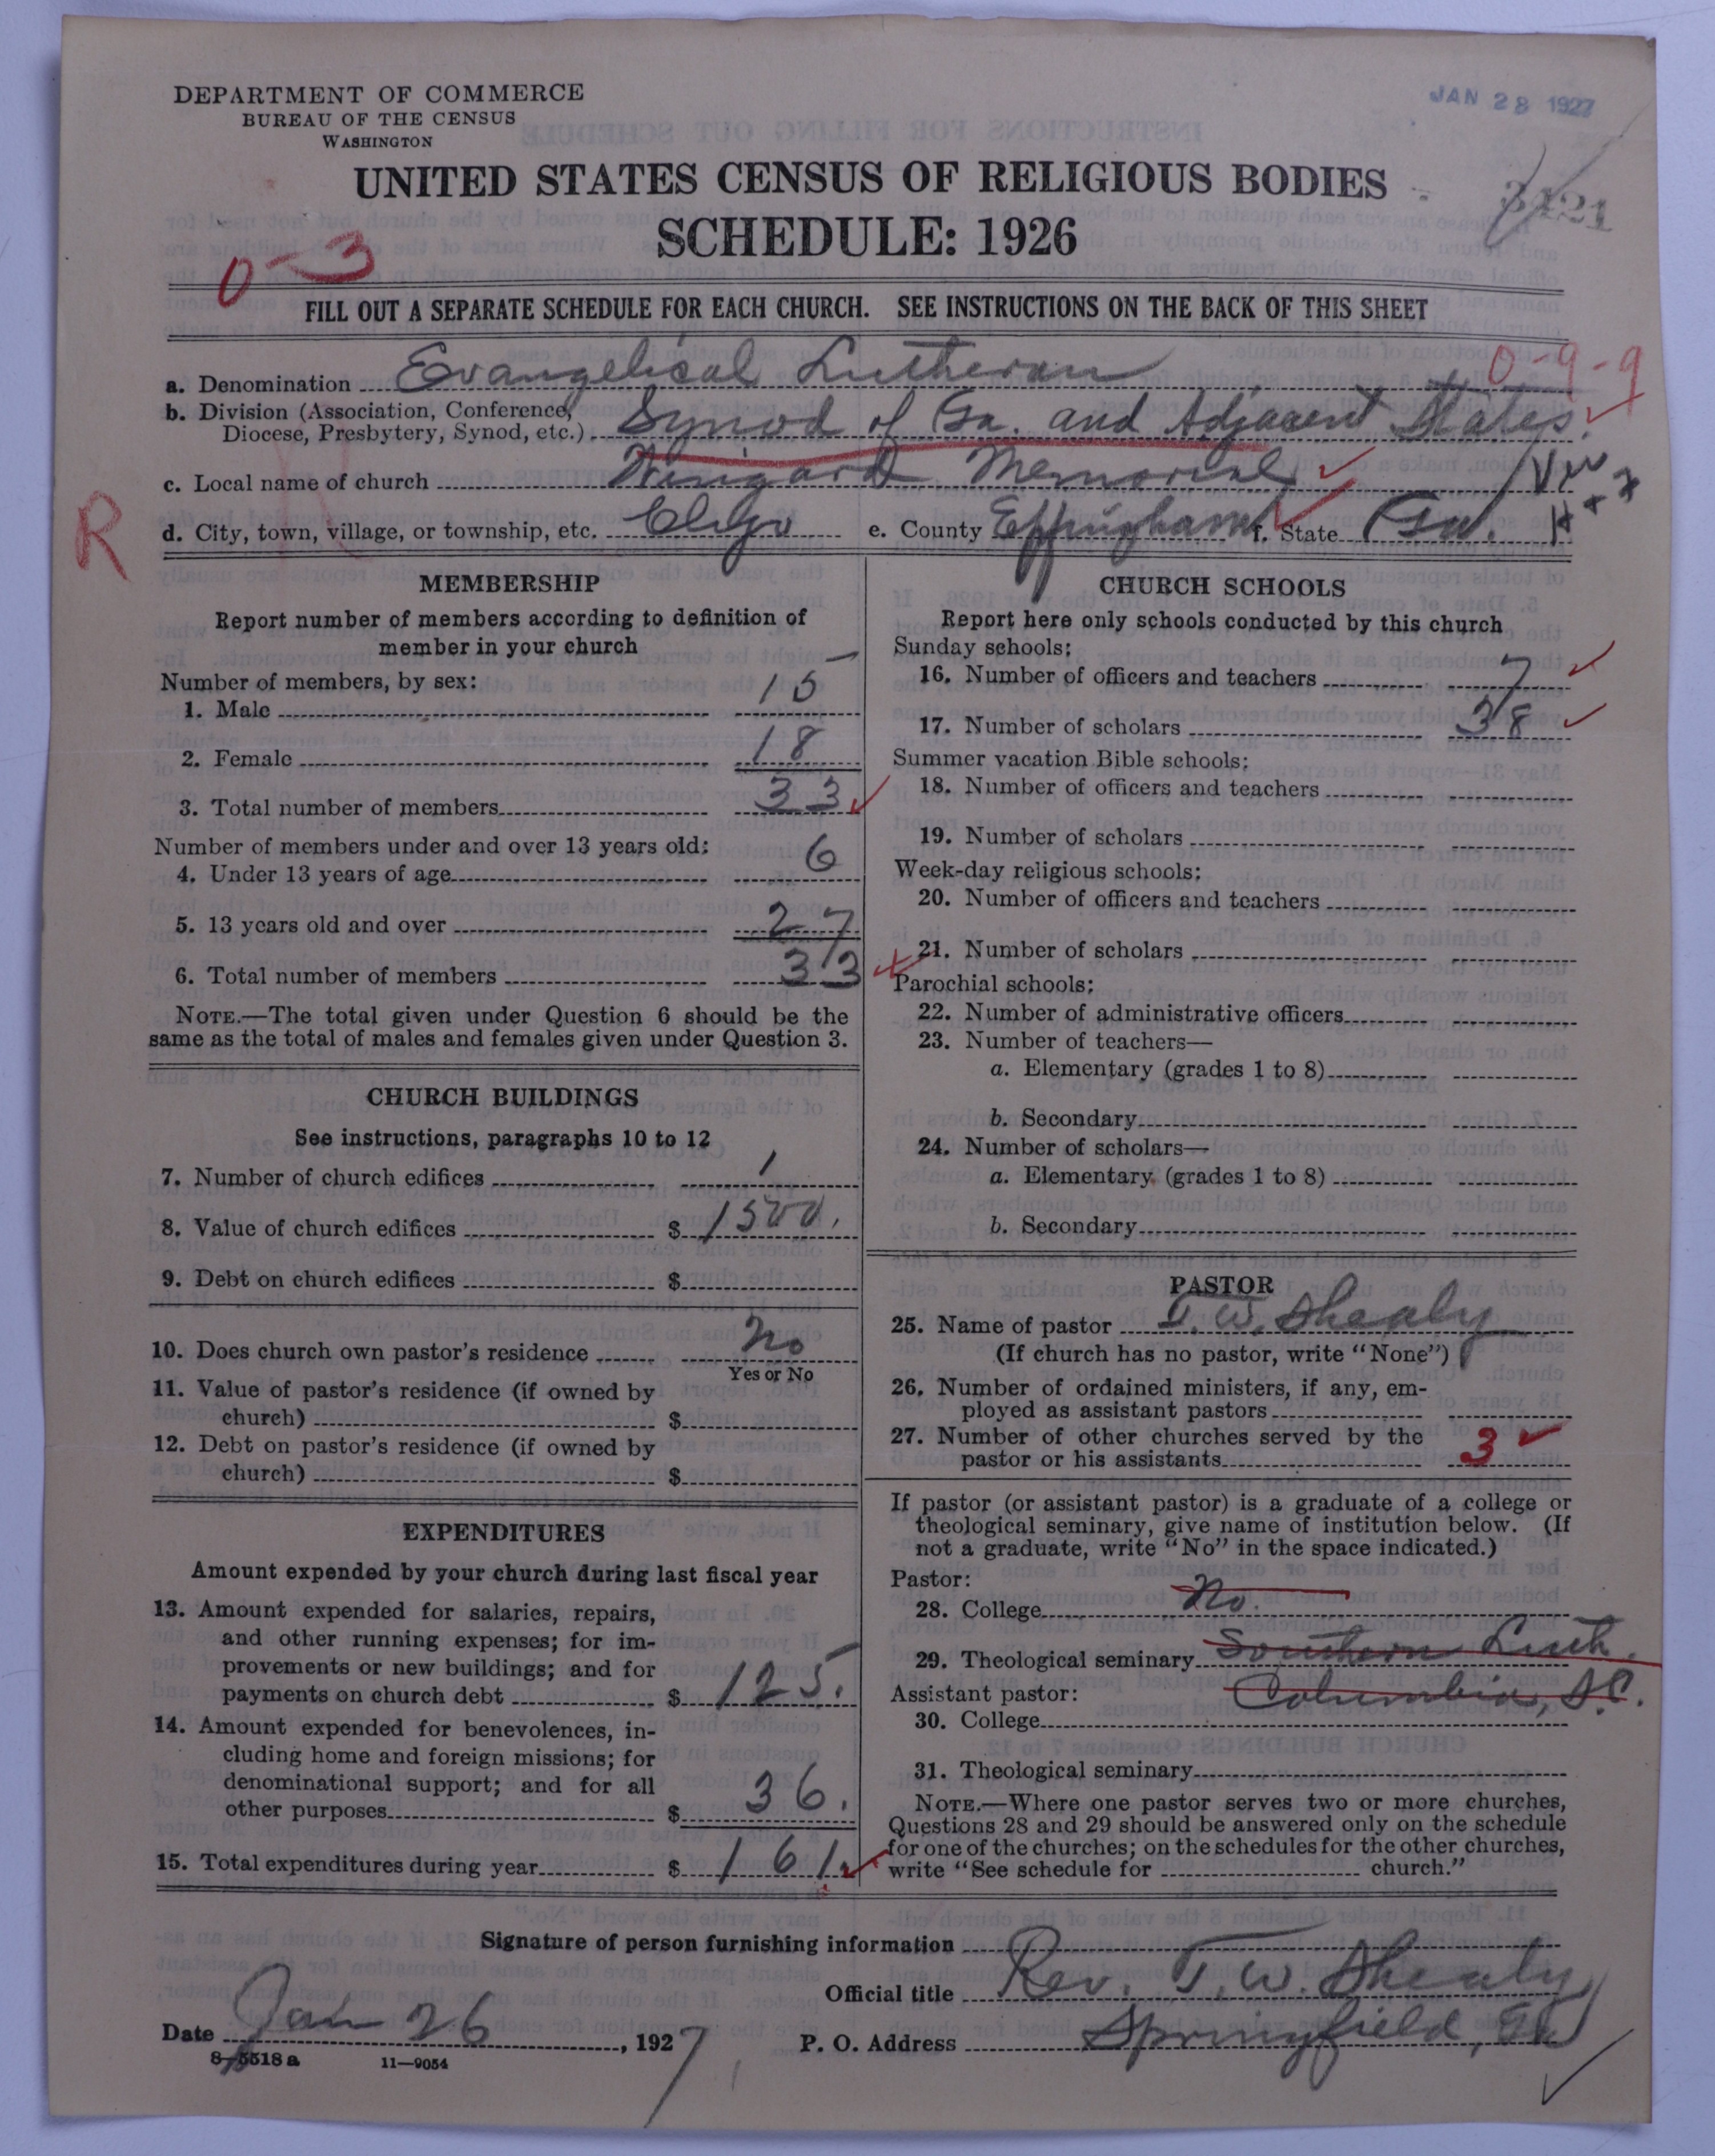 DEPARTMENT OF COMMERCE
BUREAU OF THE CENSUS
WASHINGTON
JAN 28 1927
UNITED STATES CENSUS OF RELIGIOUS BODIES
SCHEDULE: 1926
0-3
FILL OUT A SEPARATE SCHEDULE FOR EACH CHURCH. SEE INSTRUCTIONS ON THE BACK OF THIS SHEET
0-9-9
a. Denomination Evangelical Lutheran
b. Division (Association, Conference, Diocese, Presbytery, Synod, etc.) Synod of Ga. and Adjacent States.
c. Local name of church Wingard Memorial
R
d. City, town, village, or township, etc. Clyo e. County Effingham f. State Ga.
MEMBERSHIP
Report number of members according to definition of
member in your church
Number of members, by sex:
1. Male 15
2. Female 18
3. Total number of members 33
Number of members under and over 13 years old:
4. Under 13 years of age 6
5. 13 years old and over 27
6. Total number of members 33
NOTE.—The total given under Question 6 should be the
same as the total of males and females given under Question 3.
CHURCH BUILDINGS
See instructions, paragraphs 10 to 12
7. Number of church edifices 1
8. Value of church edifices $ 1500.
9. Debt on church edifices $
10. Does church own pastor's residence No
Yes or No
11. Value of pastor's residence (if owned by
church) $
12. Debt on pastor's residence (if owned by
church) $
EXPENDITURES
Amount expended by your church during last fiscal year
13. Amount expended for salaries, repairs,
and other running expenses; for im-
provements or new buildings; and for
payments on church debt $ 125.
14. Amount expended for benevolences, in-
cluding home and foreign missions; for
denominational support; and for all
other purposes $ 36.
15. Total expenditures during year $ 161.
CHURCH SCHOOLS
Report here only schools conducted by this church
Sunday schools:
16. Number of officers and teachers 7
17. Number of scholars 38
Summer vacation Bible schools:
18. Number of officers and teachers
19. Number of scholars
Week-day religious schools:
20. Number of officers and teachers
21. Number of scholars
Parochial schools:
22. Number of administrative officers
23. Number of teachers—
a. Elementary (grades 1 to 8)
b. Secondary
24. Number of scholars—
a. Elementary (grades 1 to 8)
b. Secondary
PASTOR
25. Name of pastor T. W. Shealy
(If church has no pastor, write "None")
26. Number of ordained ministers, if any, em-
ployed as assistant pastors
27. Number of other churches served by the
pastor or his assistants 3
If pastor (or assistant pastor) is a graduate of a college or
theological seminary, give name of institution below. (If
not a graduate, write "No" in the space indicated.)
Pastor:
28. College No.
29. Theological seminary Southern Luth.
Assistant pastor: Columbia, S.C.
30. College
31. Theological seminary
NOTE.—Where one pastor serves two or more churches,
Questions 28 and 29 should be answered only on the schedule
for one of the churches; on the schedules for the other churches,
write "See schedule for church."
Signature of person furnishing information
Official title Rev. T. W. Shealy
Date Jan 26, 1927 P. O. Address Springfield, Ga
8-5518 a 11—9054